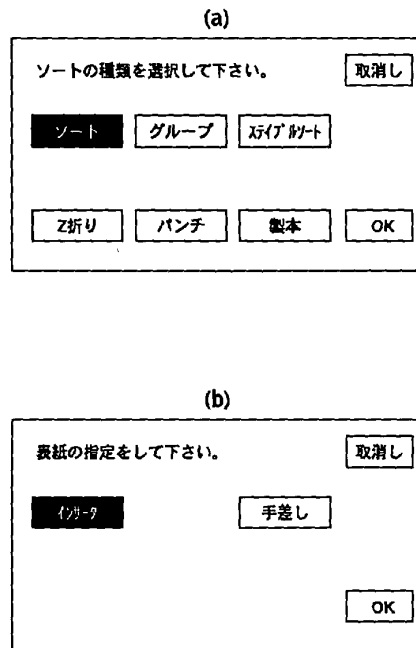 (a)
ソートの種類を選択して下さい。 取消し
ソート グループ ステイプルソート
Z折り パンチ 製本 OK
(b)
表紙の指定をして下さい。 取消し
インサータ 手差し
OK